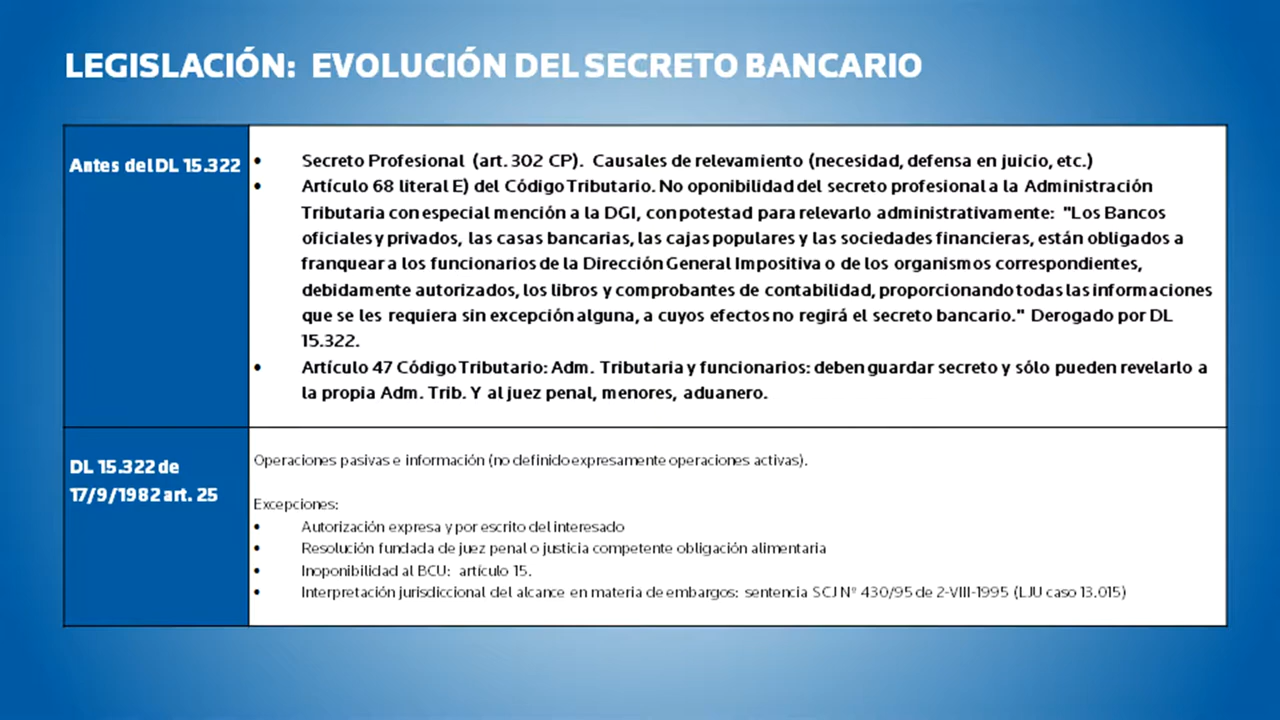 LEGISLACIÓN: EVOLUCIÓN DEL SECRETO BANCARIO
Antes del DL 15.322
• Secreto Profesional (art. 302 CP). Causales de relevamiento (necesidad, defensa en juicio, etc.)
• Artículo 68 literal E) del Código Tributario. No oponibilidad del secreto profesional a la Administración
Tributaria con especial mención a la DGI, con potestad para relevarlo administrativamente: "Los Bancos
oficiales y privados, las casas bancarias, las cajas populares y las sociedades financieras, están obligados a
franquear a los funcionarios de la Dirección General Impositiva o de los organismos correspondientes,
debidamente autorizados, los libros y comprobantes de contabilidad, proporcionando todas las informaciones
que se les requiera sin excepción alguna, a cuyos efectos no regirá el secreto bancario." Derogado por DL
15.322.
• Artículo 47 Código Tributario: Adm. Tributaria y funcionarios: deben guardar secreto y sólo pueden revelarlo a
la propia Adm. Trib. Y al juez penal, menores, aduanero.
DL 15.322 de
17/9/1982 art. 25
Operaciones pasivas e información (no definido expresamente operaciones activas).
Excepciones:
• Autorización expresa y por escrito del interesado
• Resolución fundada de juez penal o justicia competente obligación alimentaria
• Inoponibilidad al BCU: artículo 15.
• Interpretación jurisdiccional del alcance en materia de embargos: sentencia SCJ Nº 430/95 de 2-VIII-1995 (LJU caso 13.015)